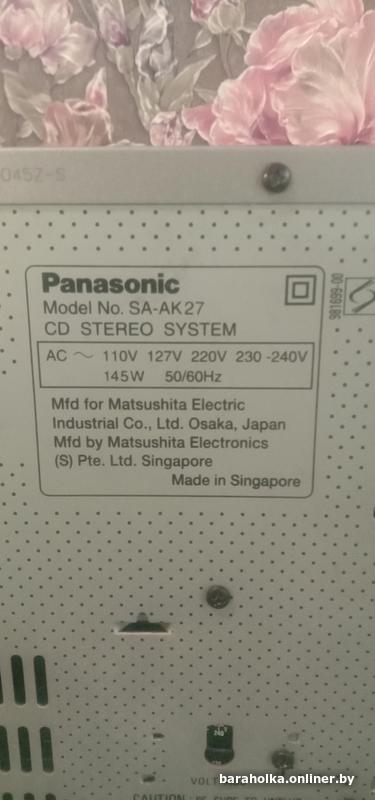 045Z-S
Panasonic
Model No. SA-AK27
CD STEREO SYSTEM
AC ～ 110V 127V 220V 230 -240V
145W 50/60Hz
981699-00
Mfd for Matsushita Electric
Industrial Co., Ltd. Osaka, Japan
Mfd by Matsushita Electronics
(S) Pte. Ltd. Singapore
Made in Singapore
baraholka.onliner.by